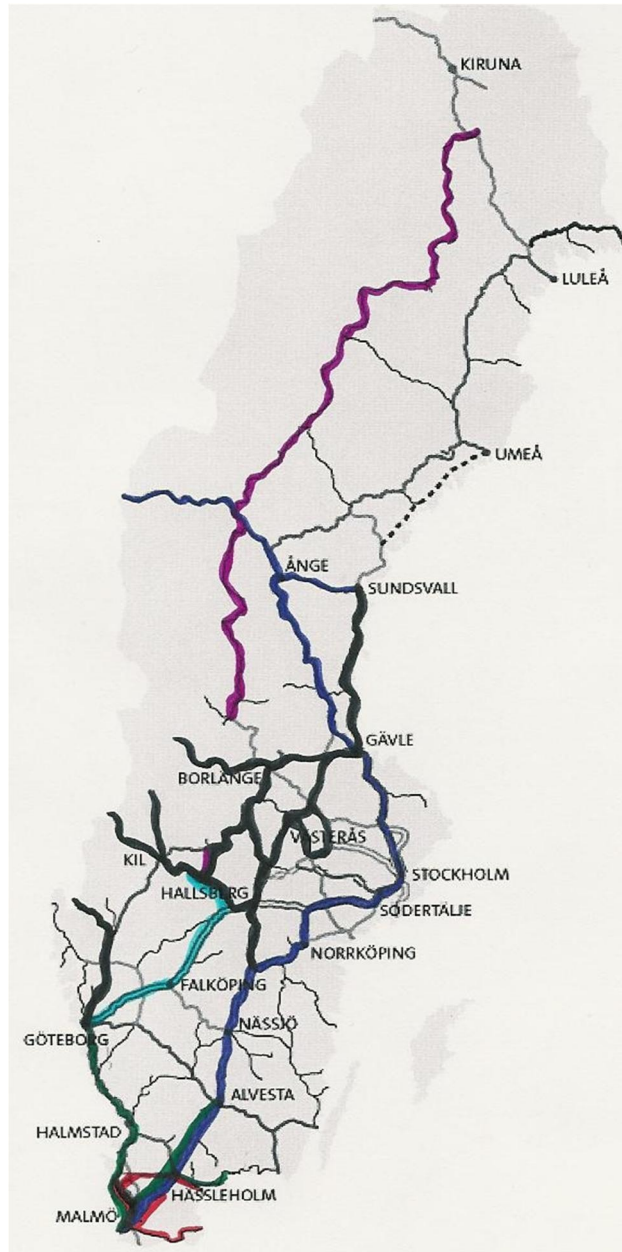 KIRUNA
LULEÅ
UMEÅ
ÅNGE
SUNDSVALL
GÄVLE
BORLÄNGE
VÄSTERÅS
KIL
STOCKHOLM
HALLSBERG
SÖDERTÄLJE
NORRKÖPING
FALKÖPING
NÄSSJÖ
GÖTEBORG
ALVESTA
HALMSTAD
HÄSSLEHOLM
MALMÖ